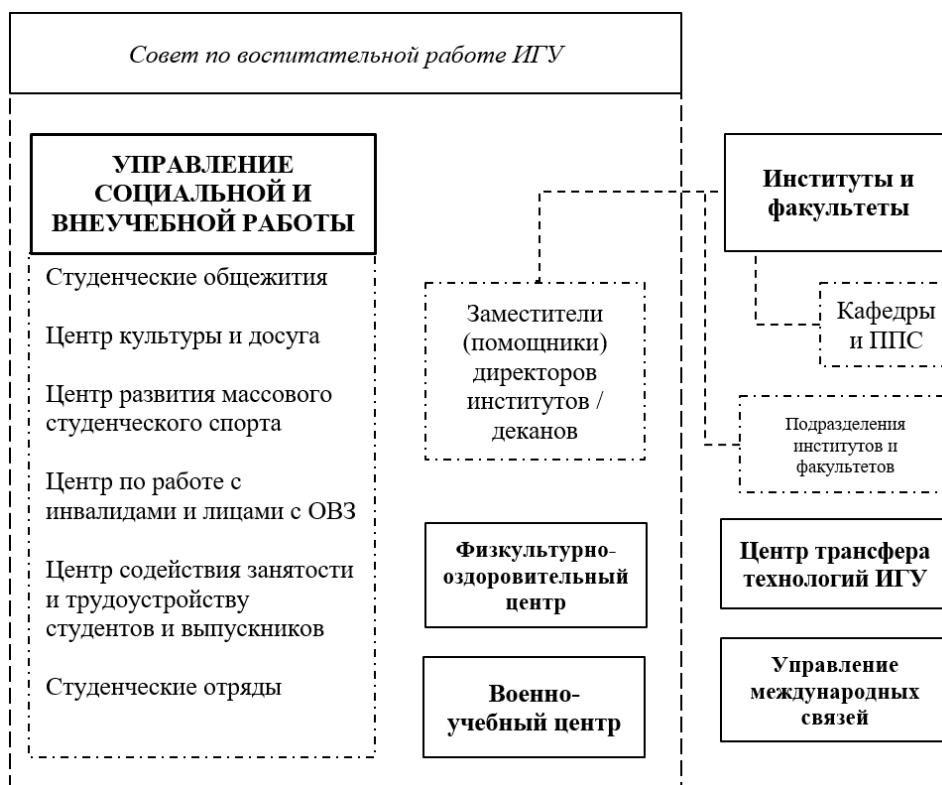 Совет по воспитательной работе ИГУ
УПРАВЛЕНИЕ
СОЦИАЛЬНОЙ И
ВНЕУЧЕБНОЙ РАБОТЫ
Студенческие общежития
Центр культуры и досуга
Центр развития массового
студенческого спорта
Центр по работе с
инвалидами и лицами с ОВЗ
Центр содействия занятости
и трудоустройству
студентов и выпускников
Студенческие отряды
Заместители
(помощники)
директоров
институтов /
деканов
Физкультурно-
оздоровительный
центр
Военно-
учебный центр
Институты и
факультеты
Кафедры
и ППС
Подразделения
институтов и
факультетов
Центр трансфера
технологий ИГУ
Управление
международных
связей